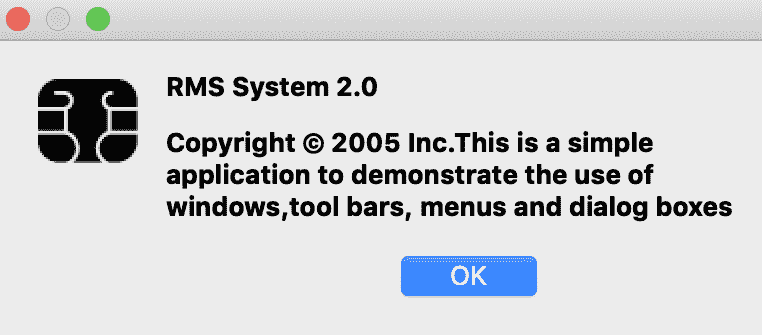 RMS System 2.0
Copyright © 2005 Inc.This is a simple
application to demonstrate the use of
windows,tool bars, menus and dialog boxes
OK